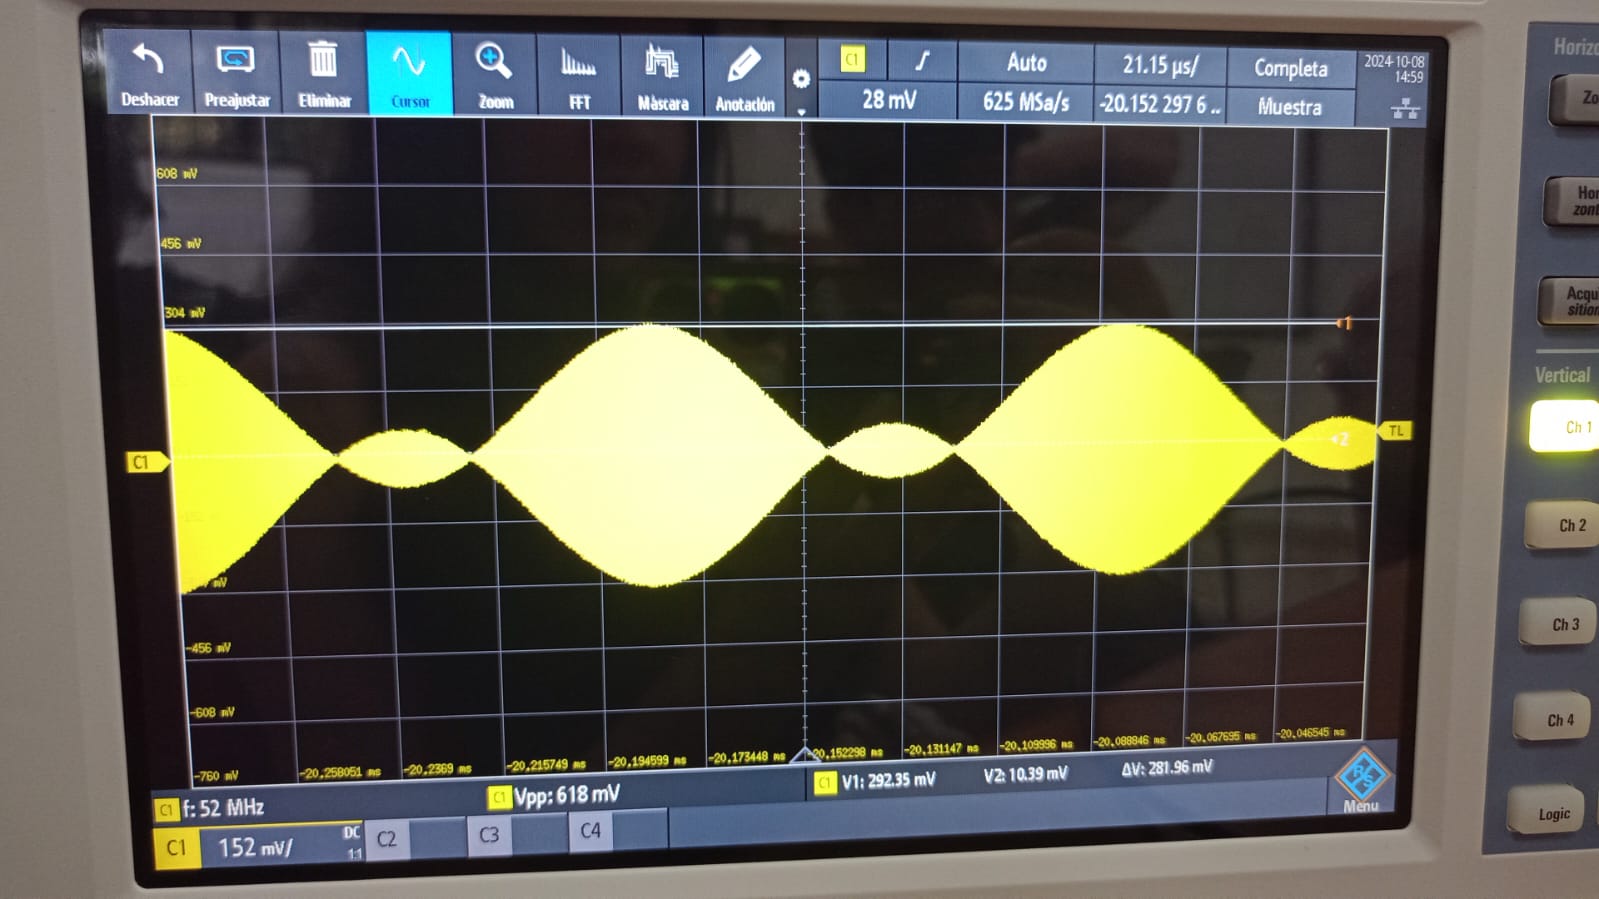 Deshacer Preajustar Eliminar Cursor Zoom FFT Máscara Anotación
C1 Auto 21.15 µs/ Completa
28 mV 625 MSa/s -20.152 297 6 .. Muestra
2024-10-08
14:59
608 mV
456 mV
304 mV
1
C1
2
TL
-456 mV
-608 mV
-760 mV
-20,258051 ms -20,2369 ms -20,215749 ms -20,194599 ms -20,173448 ms -20,152298 ms -20,131147 ms -20,109996 ms -20,088846 ms -20,067695 ms -20,046545 ms
C1 f: 52 MHz C1 Vpp: 618 mV C1 V1: 292.35 mV V2: 10.39 mV ΔV: 281.96 mV
Menu
C1 152 mV/ DC
1:1
C2 C3 C4
Horizo
Zo
Hor
zont
Acqu
sition
Vertical
Ch 1
Ch 2
Ch 3
Ch 4
Logic